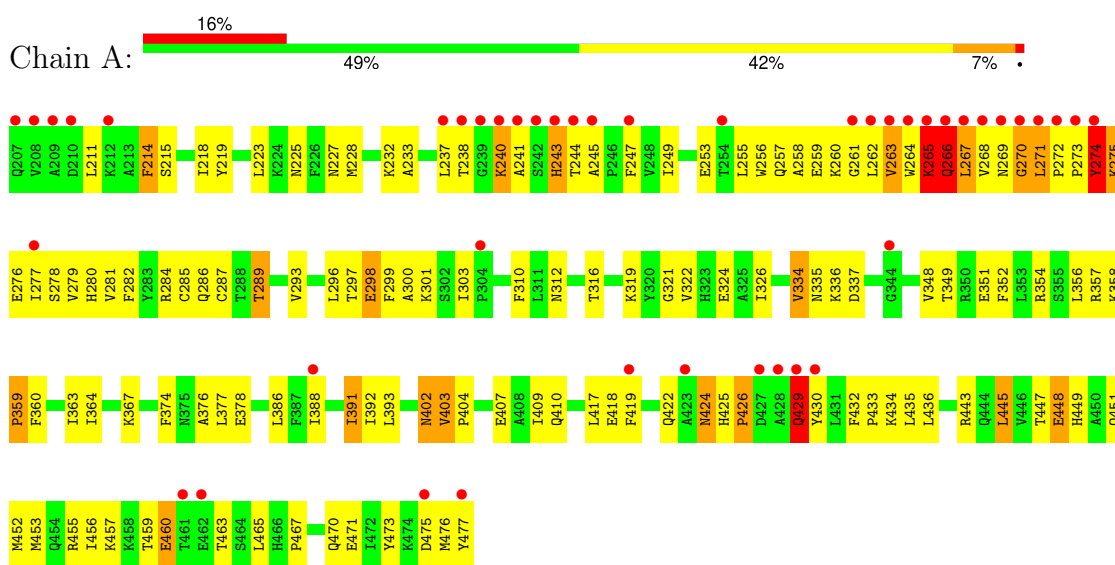 16%
Chain A:
49% 42% 7% •
Q207 V208 A209 D210 L211 K212 A213 F214 S215 I218 Y219 L223 K224 N225 F226 N227 M228 K232 A233 L237 T238 G239 K240 A241 S242 H243 T244 A245 P246 F247 V248 I249 E253 T254 L255 W256 Q257 A258 E259 K260 G261 L262 V263 W264 K265 Q266 L267 V268 N269 G270 L271 P272 P273 Y274 K275
E276 I277 S278 V279 H280 V281 F282 Y283 R284 C285 Q286 C287 T288 T289 V293 L296 T297 E298 F299 A300 K301 S302 I303 P304 F310 L311 N312 T316 K319 Y320 G321 V322 H323 E324 A325 I326 V334 N335 K336 D337 G344 V348 T349 R350 E351 F352 L353 R354 S355 L356 R357 K358
P359 F360 I363 I364 K367 F374 N375 A376 L377 E378 L386 F387 I388 I391 I392 L393 N402 V403 P404 E407 A408 I409 Q410 L417 E418 F419 Q422 A423 N424 H425 P426 D427 A428 Q429 Y430 L431 F432 P433 K434 L435 L436 R443 Q444 L445 V446 T447 E448 H449 A450 Q451
M452 M453 Q454 R455 I456 K457 K458 T459 E460 T461 E462 T463 S464 L465 H466 P467 Q470 E471 I472 Y473 K474 D475 M476 Y477